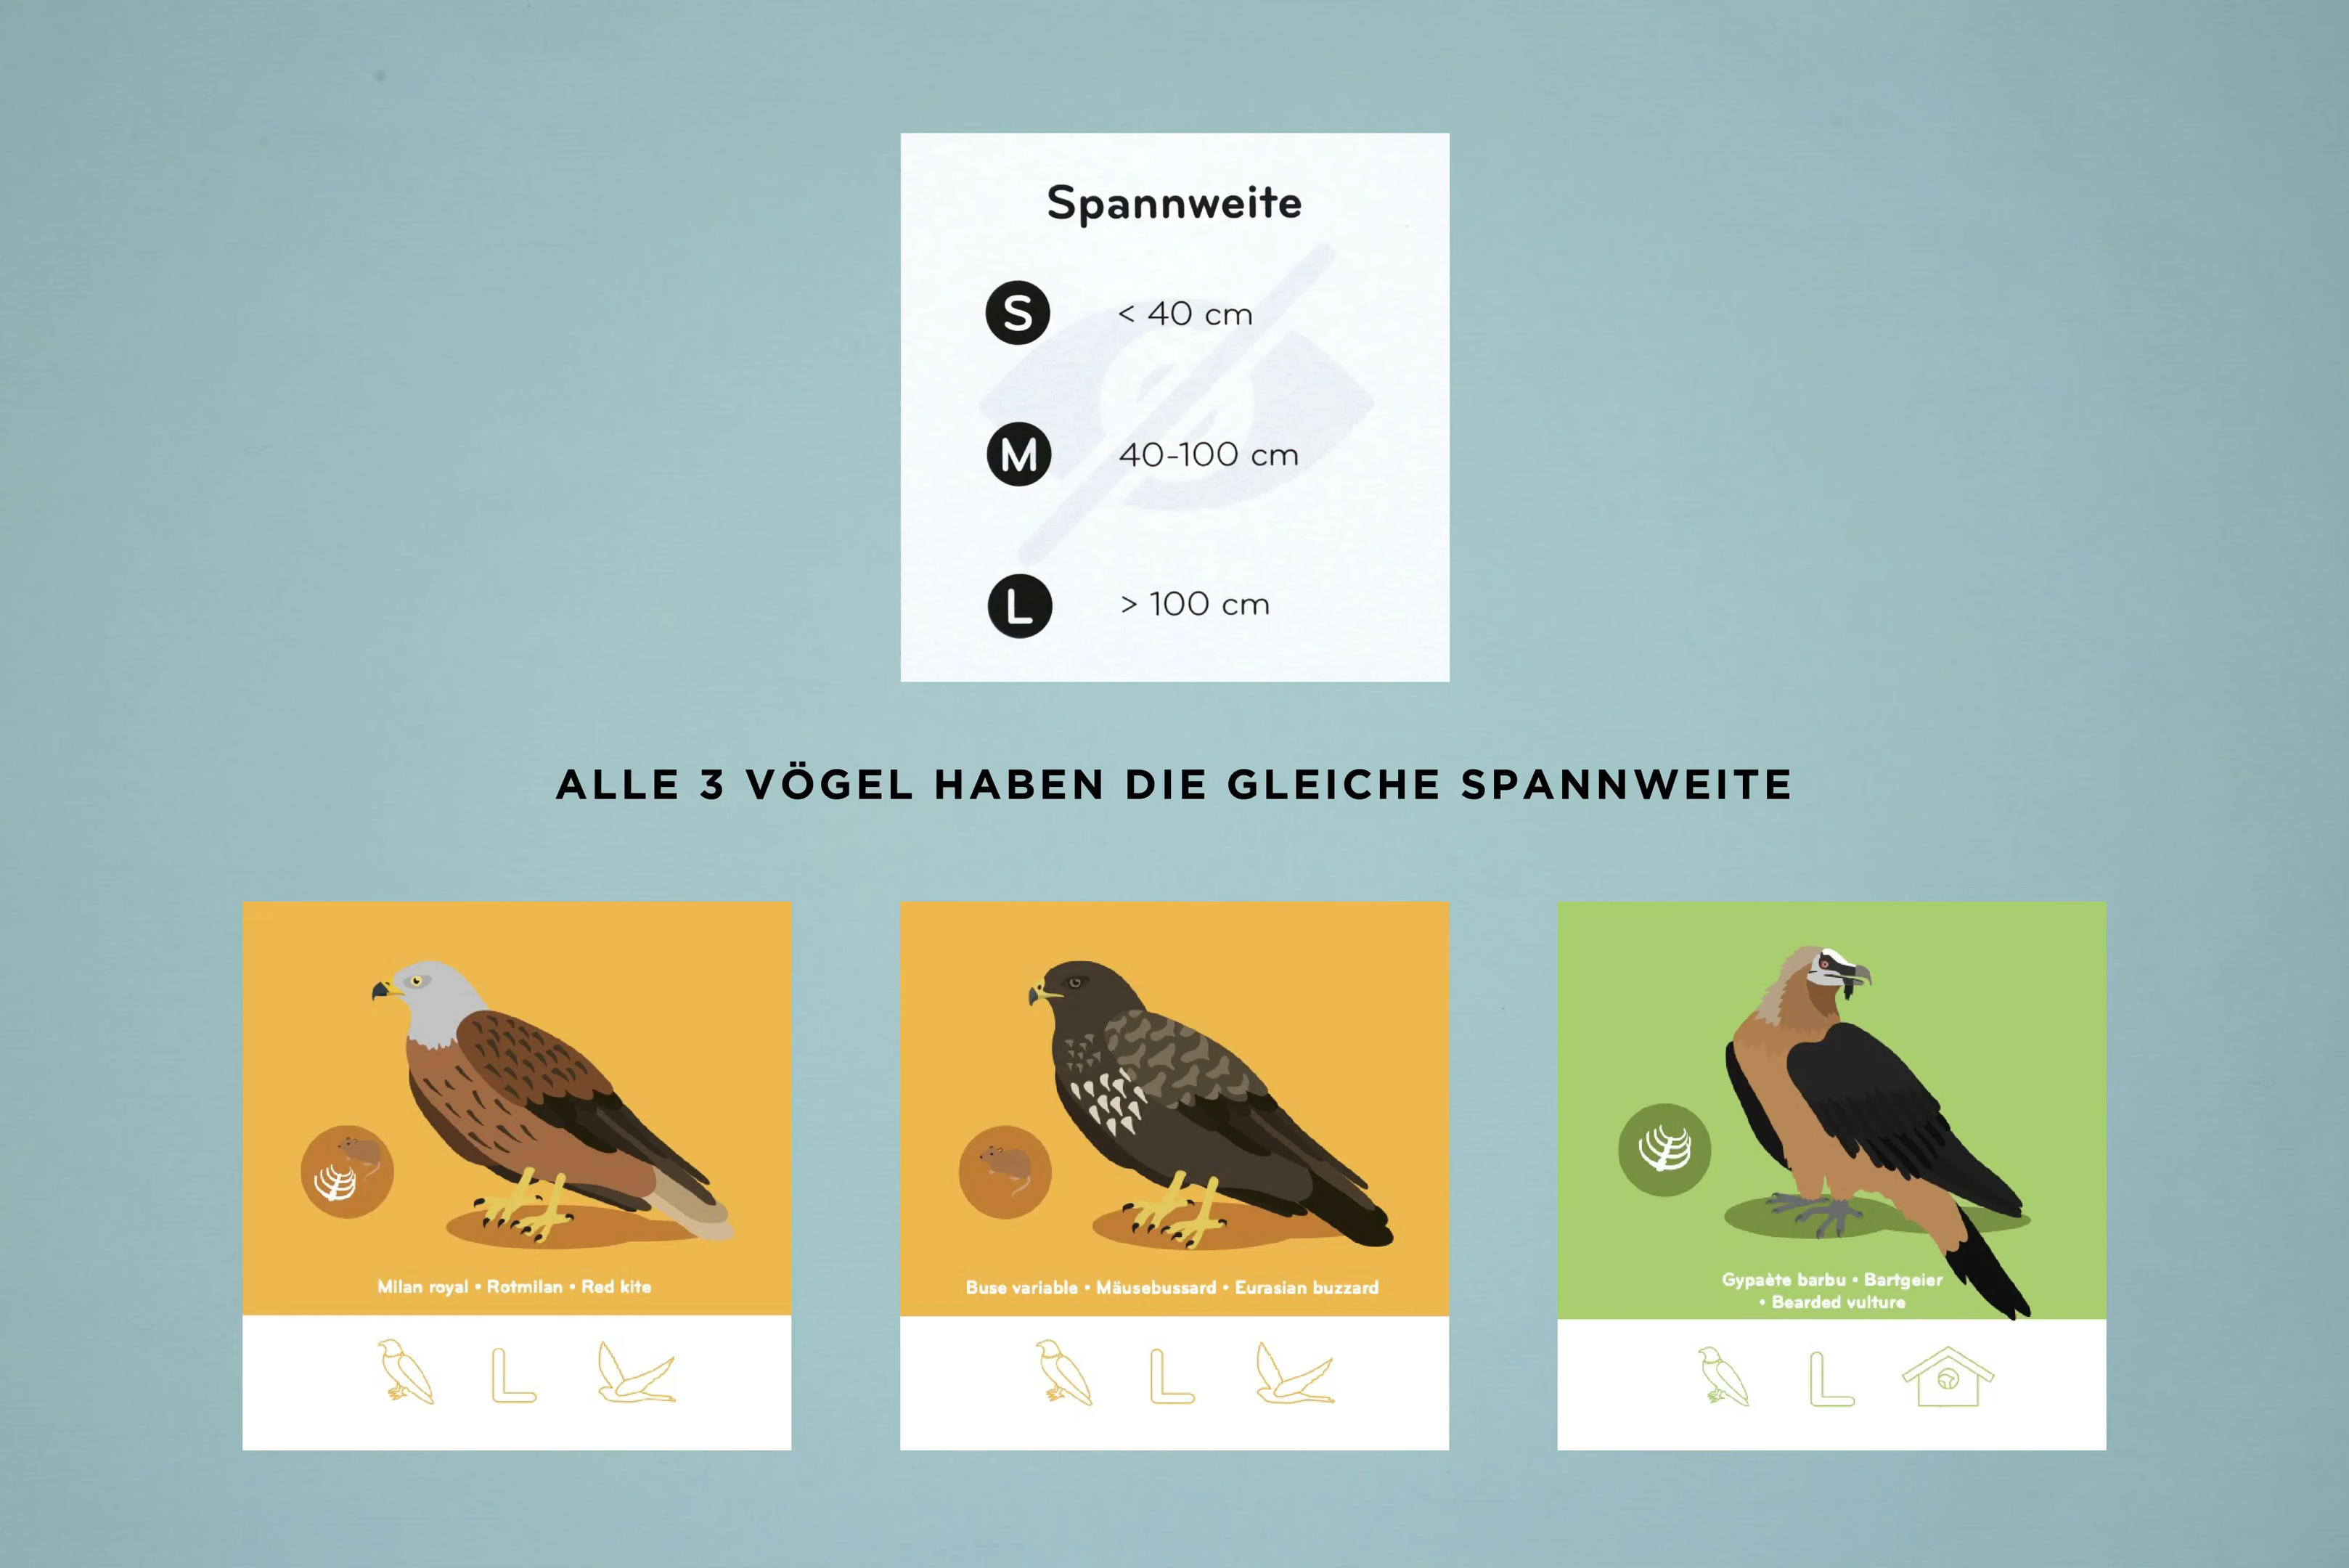 Spannweite
S < 40 cm
M 40-100 cm
L > 100 cm
ALLE 3 VÖGEL HABEN DIE GLEICHE SPANNWEITE
Milan royal • Rotmilan • Red kite
L
Buse variable • Mäusebussard • Eurasian buzzard
L
Gypaète barbu • Bartgeier
• Bearded vulture
L